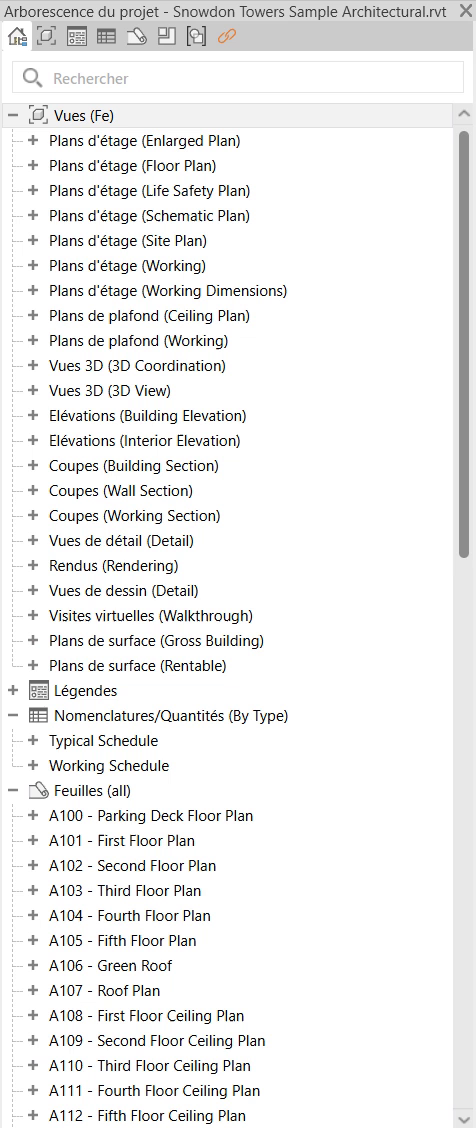 Arborescence du projet - Snowdon Towers Sample Architectural.rvt
Rechercher
Vues (Fe)
Plans d'étage (Enlarged Plan)
Plans d'étage (Floor Plan)
Plans d'étage (Life Safety Plan)
Plans d'étage (Schematic Plan)
Plans d'étage (Site Plan)
Plans d'étage (Working)
Plans d'étage (Working Dimensions)
Plans de plafond (Ceiling Plan)
Plans de plafond (Working)
Vues 3D (3D Coordination)
Vues 3D (3D View)
Elévations (Building Elevation)
Elévations (Interior Elevation)
Coupes (Building Section)
Coupes (Wall Section)
Coupes (Working Section)
Vues de détail (Detail)
Rendus (Rendering)
Vues de dessin (Detail)
Visites virtuelles (Walkthrough)
Plans de surface (Gross Building)
Plans de surface (Rentable)
Légendes
Nomenclatures/Quantités (By Type)
Typical Schedule
Working Schedule
Feuilles (all)
A100 - Parking Deck Floor Plan
A101 - First Floor Plan
A102 - Second Floor Plan
A103 - Third Floor Plan
A104 - Fourth Floor Plan
A105 - Fifth Floor Plan
A106 - Green Roof
A107 - Roof Plan
A108 - First Floor Ceiling Plan
A109 - Second Floor Ceiling Plan
A110 - Third Floor Ceiling Plan
A111 - Fourth Floor Ceiling Plan
A112 - Fifth Floor Ceiling Plan